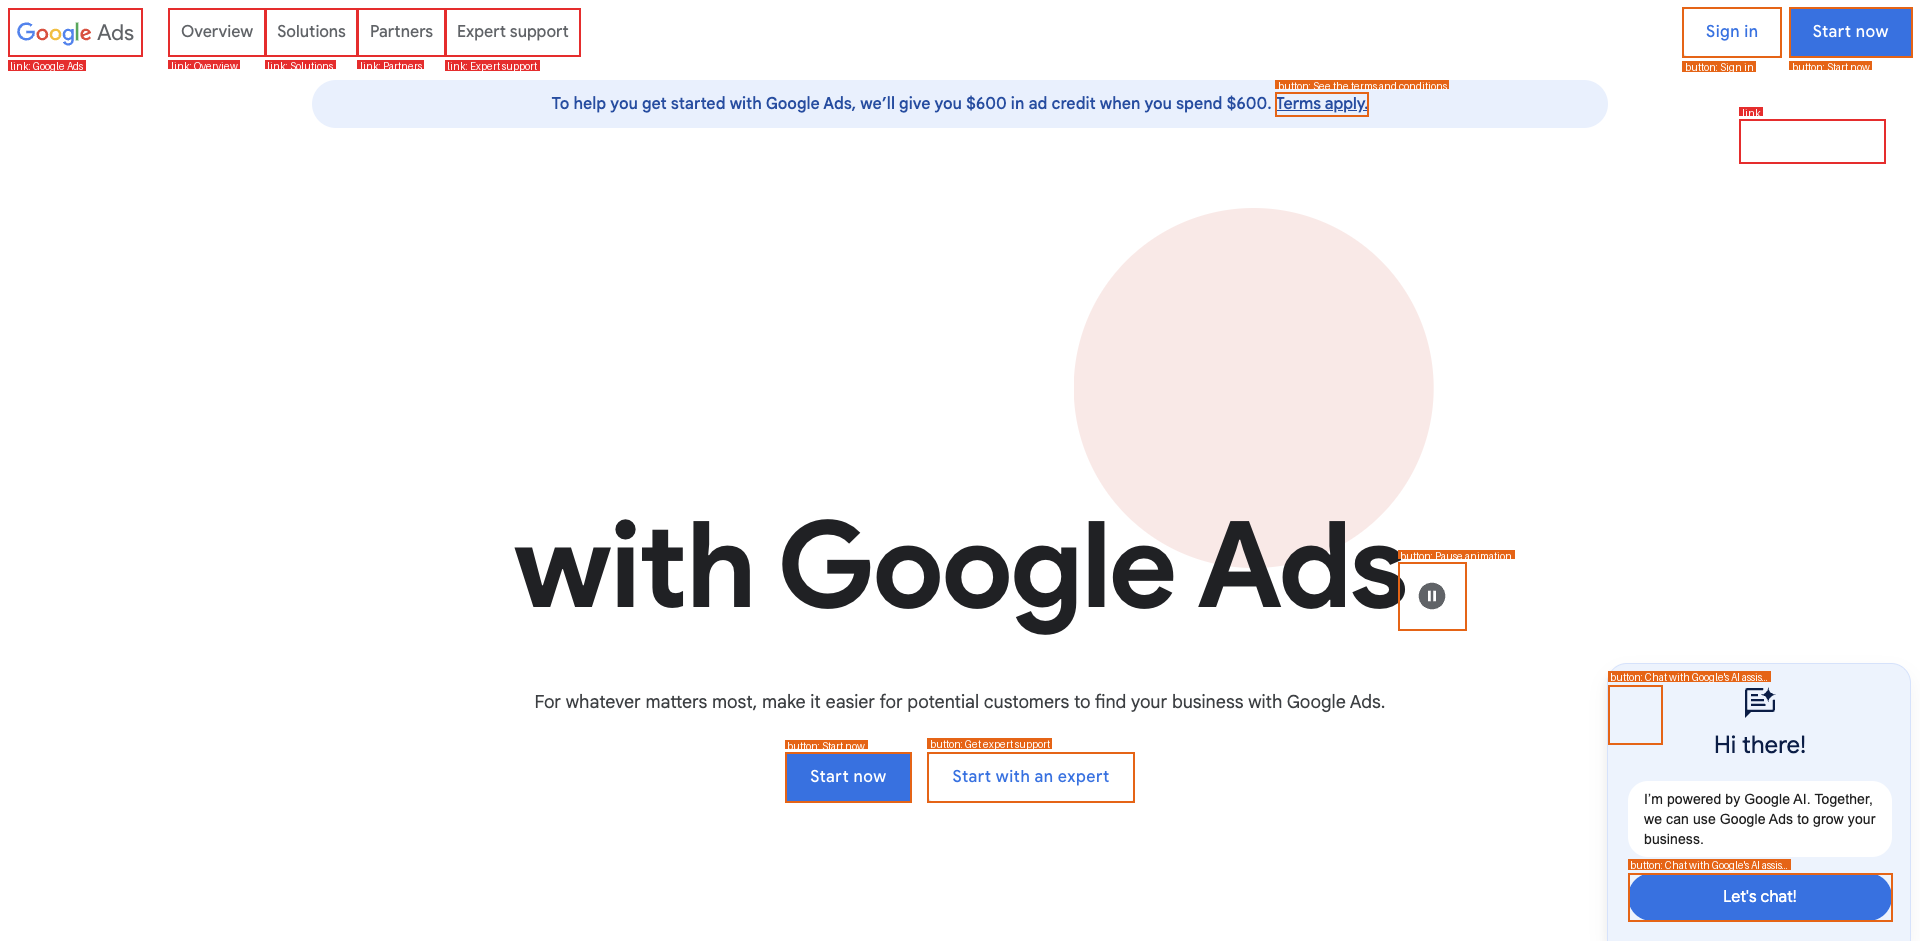 Google Ads
Overview
Solutions
Partners
Expert support
Sign in
Start now
link: Google Ads
link: Overview
link: Solutions
link: Partners
link: Expert support
button: Sign in
button: Start now
button: See the terms and conditions
To help you get started with Google Ads, we’ll give you $600 in ad credit when you spend $600. Terms apply.
link
with Google Ads
button: Pause animation
For whatever matters most, make it easier for potential customers to find your business with Google Ads.
button: Start now
button: Get expert support
Start now
Start with an expert
button: Chat with Google's AI assis...
Hi there!
I'm powered by Google AI. Together,
we can use Google Ads to grow your
business.
button: Chat with Google's AI assis...
Let's chat!